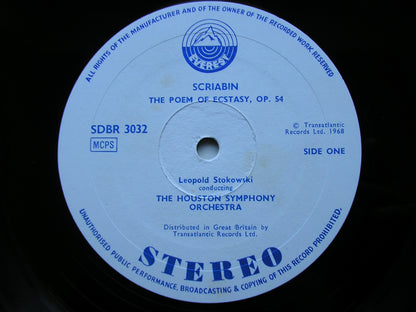 ALL RIGHTS OF THE MANUFACTURER AND OF THE OWNER OF THE RECORDED WORK RESERVED
EVEREST
SCRIABIN
THE POEM OF ECSTASY, OP. 54
SDBR 3032
MCPS
© Transatlantic
Records Ltd. 1968
SIDE ONE
Leopold Stokowski
conducting
THE HOUSTON SYMPHONY
ORCHESTRA
Distributed in Great Britain by
Transatlantic Records Ltd.
STEREO
UNAUTHORISED PUBLIC PERFORMANCE, BROADCASTING & COPYING OF THIS RECORD PROHIBITED.